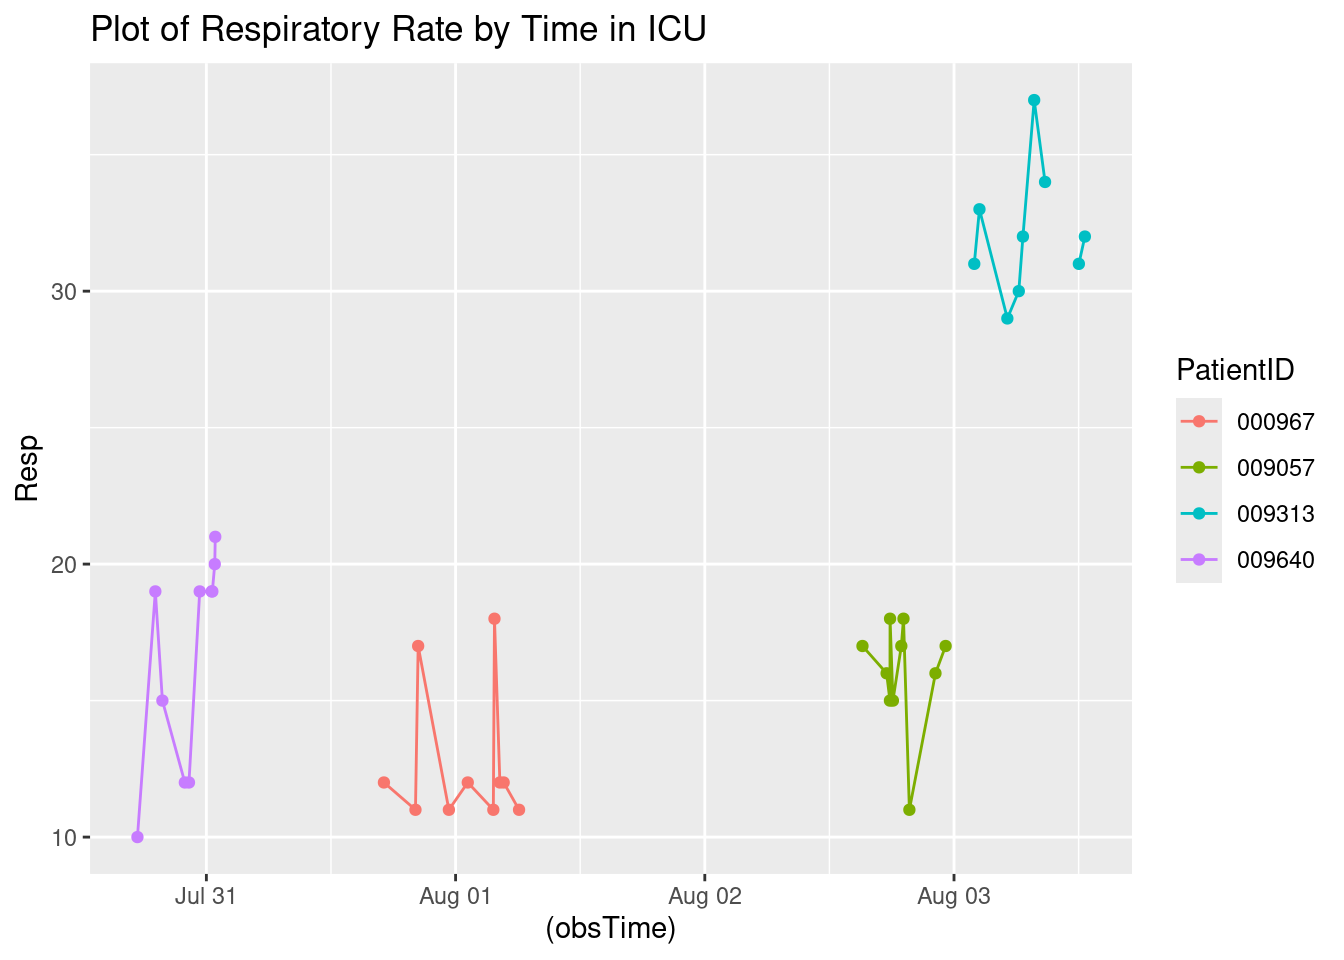 Plot of Respiratory Rate by Time in ICU
Resp
30
20
10
Jul 31
Aug 01
Aug 02
Aug 03
(obsTime)
PatientID
000967
009057
009313
009640